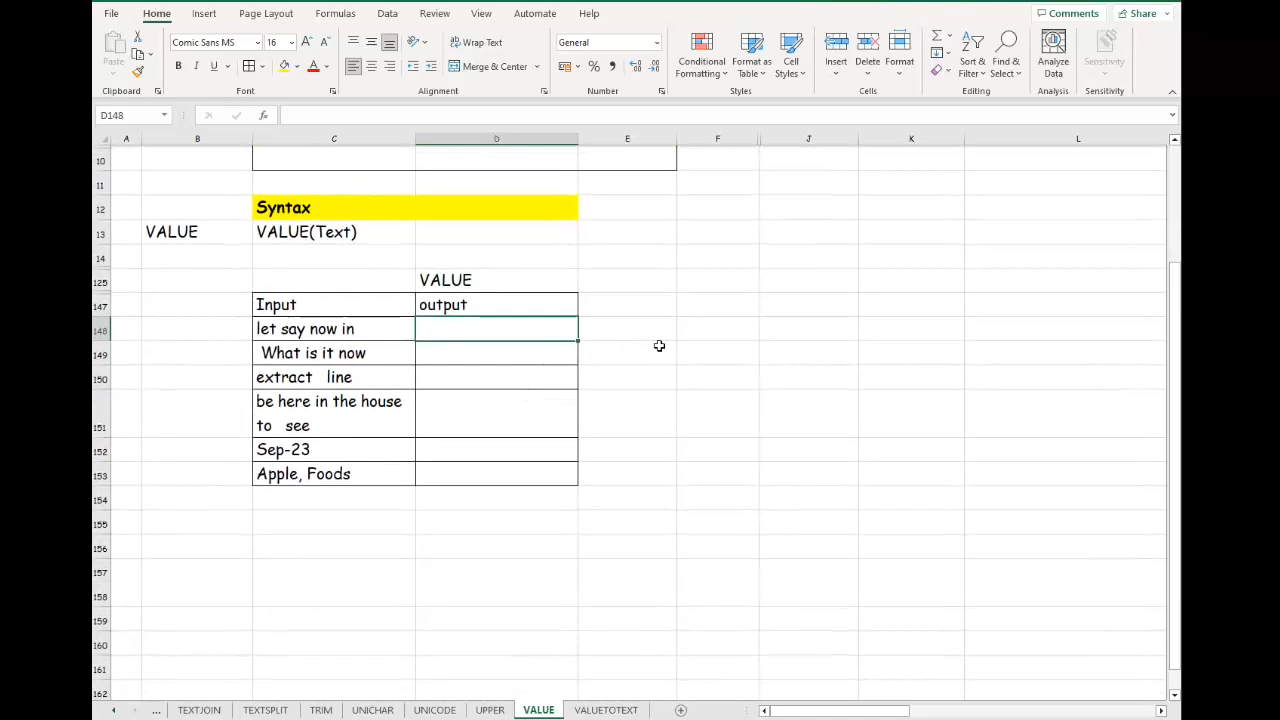 File Home Insert Page Layout Formulas Data Review View Automate Help Comments Share
Paste Comic Sans MS 16 A A Wrap Text General Conditional Formatting Format as Table Cell Styles Insert Delete Format Sort & Filter Find & Select Analyze Data Sensitivity
B I U A Merge & Center % ,
Clipboard Font Alignment Number Styles Cells Editing Analysis Sensitivity
D148 fx
A B C D E F J K L
10
11
12 Syntax
13 VALUE VALUE(Text)
14
125 VALUE
147 Input output
148 let say now in
149 What is it now
150 extract line
be here in the house
151 to see
152 Sep-23
153 Apple, Foods
154
155
156
157
158
159
160
161
162
... TEXTJOIN TEXTSPLIT TRIM UNICHAR UNICODE UPPER VALUE VALUETOTEXT